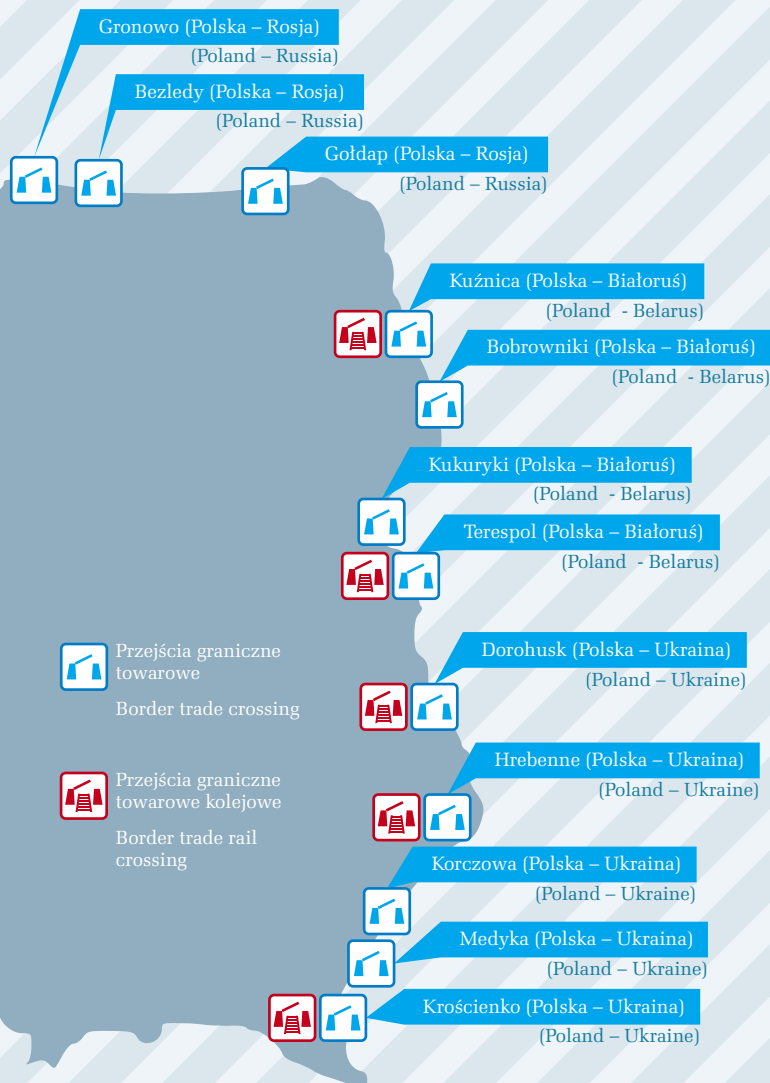 Gronowo (Polska – Rosja)
(Poland – Russia)
Bezledy (Polska – Rosja)
(Poland – Russia)
Gołdap (Polska – Rosja)
(Poland – Russia)
Kuźnica (Polska – Białoruś)
(Poland - Belarus)
Bobrowniki (Polska – Białoruś)
(Poland - Belarus)
Kukuryki (Polska – Białoruś)
(Poland - Belarus)
Terespol (Polska – Białoruś)
(Poland - Belarus)
Dorohusk (Polska – Ukraina)
(Poland – Ukraine)
Hrebenne (Polska – Ukraina)
(Poland – Ukraine)
Korczowa (Polska – Ukraina)
(Poland – Ukraine)
Medyka (Polska – Ukraina)
(Poland – Ukraine)
Krościenko (Polska – Ukraina)
(Poland – Ukraine)
Przejścia graniczne
towarowe
Border trade crossing
Przejścia graniczne
towarowe kolejowe
Border trade rail
crossing